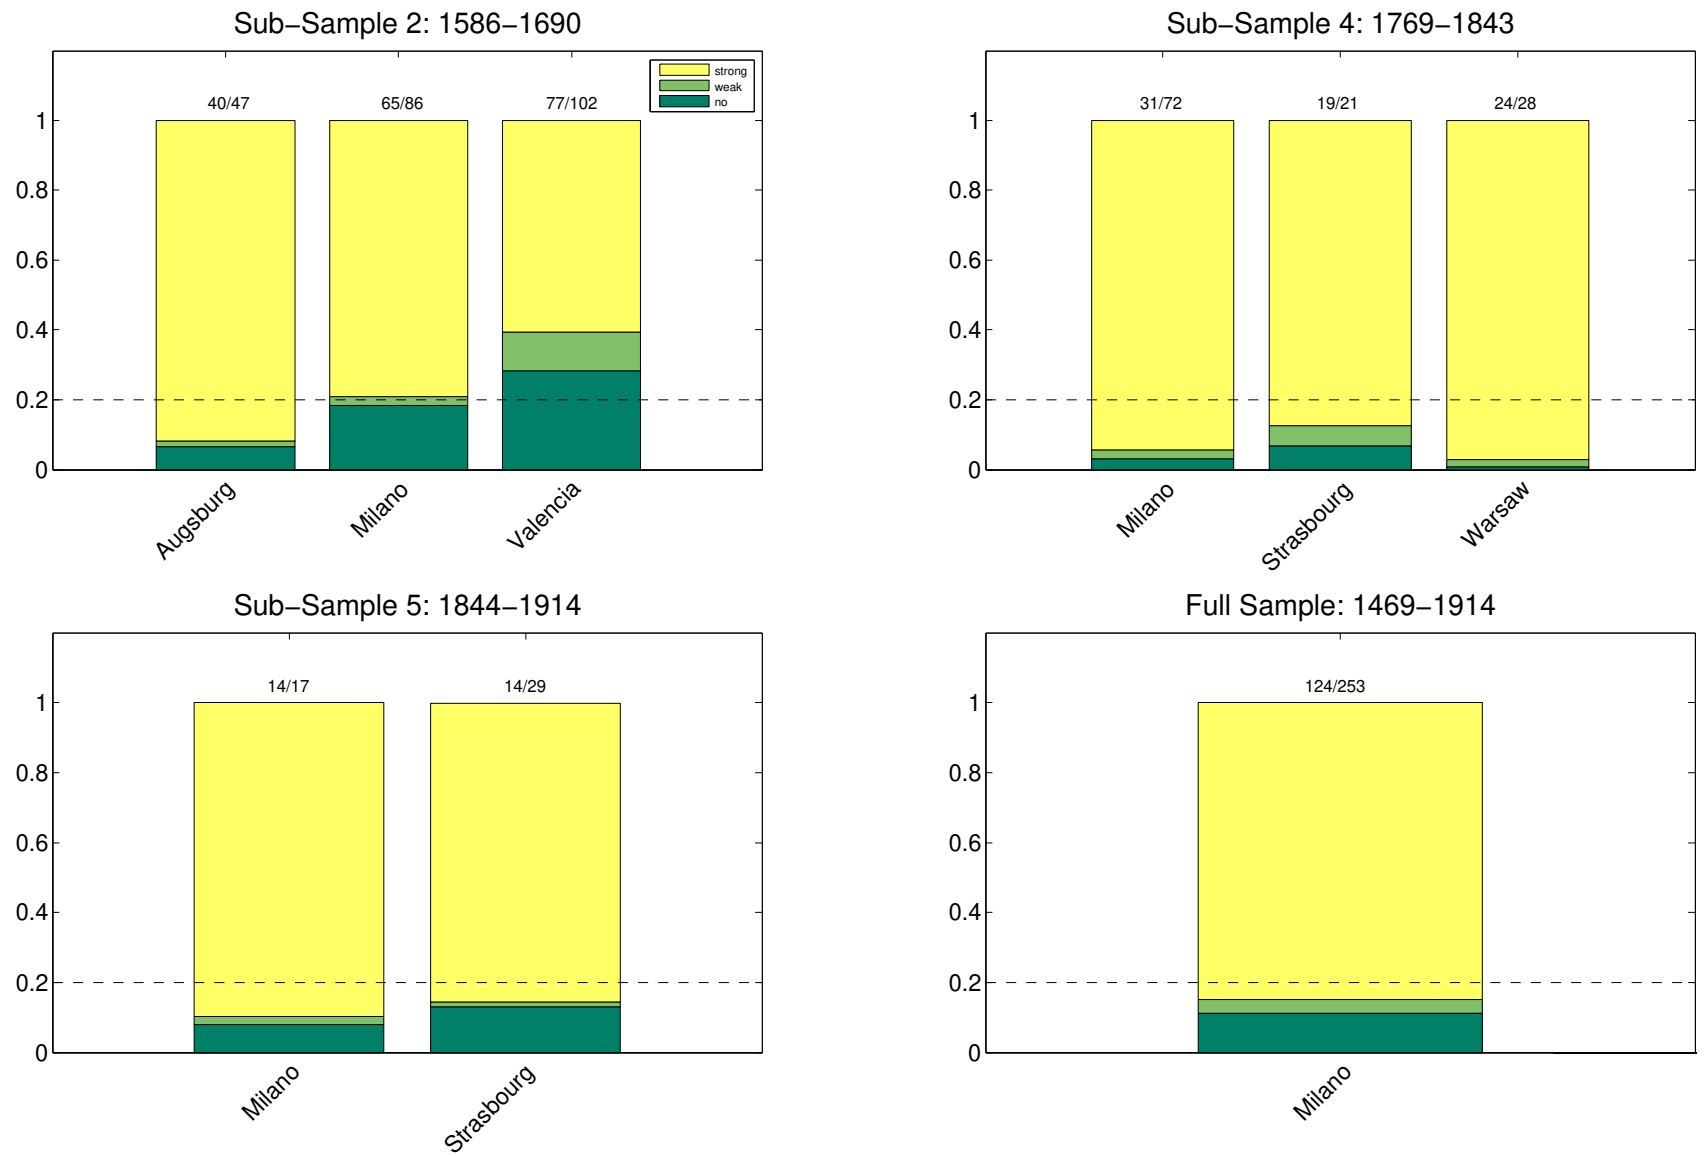 Sub−Sample 2: 1586−1690
strong
weak
no
40/47 65/86 77/102
1
0.8
0.6
0.4
0.2
0
Augsburg Milano Valencia
Sub−Sample 4: 1769−1843
31/72 19/21 24/28
1
0.8
0.6
0.4
0.2
0
Milano Strasbourg Warsaw
Sub−Sample 5: 1844−1914
14/17 14/29
1
0.8
0.6
0.4
0.2
0
Milano Strasbourg
Full Sample: 1469−1914
124/253
1
0.8
0.6
0.4
0.2
0
Milano